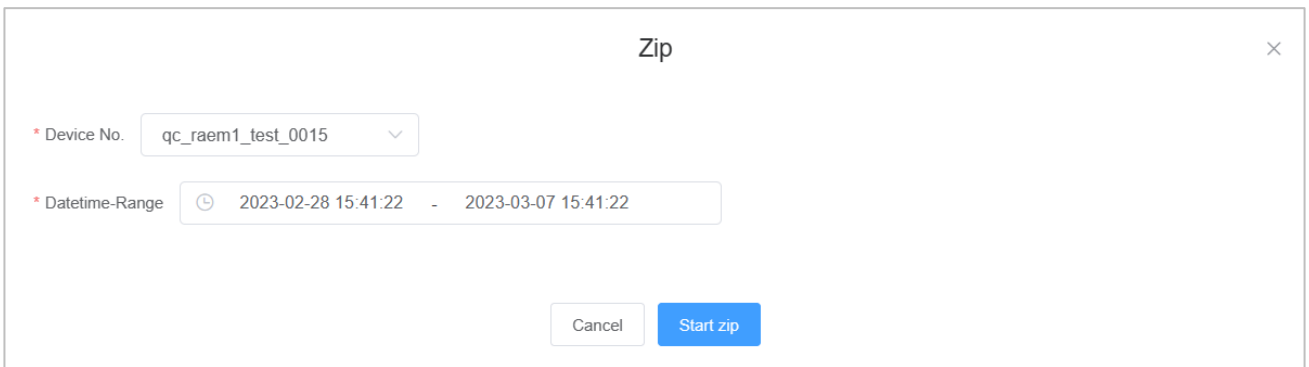 Zip
* Device No. qc_raem1_test_0015
* Datetime-Range 2023-02-28 15:41:22 - 2023-03-07 15:41:22
Cancel Start zip